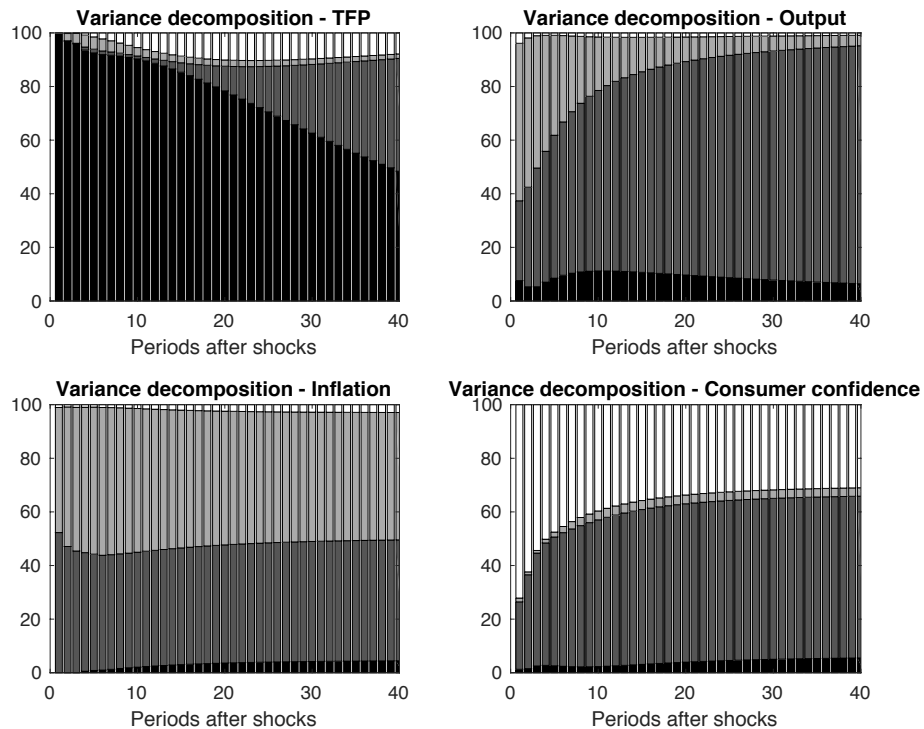 Variance decomposition - TFP
100
80
60
40
20
0
0 10 20 30 40
Periods after shocks
Variance decomposition - Output
100
80
60
40
20
0
0 10 20 30 40
Periods after shocks
Variance decomposition - Inflation
100
80
60
40
20
0
0 10 20 30 40
Periods after shocks
Variance decomposition - Consumer confidence
100
80
60
40
20
0
0 10 20 30 40
Periods after shocks